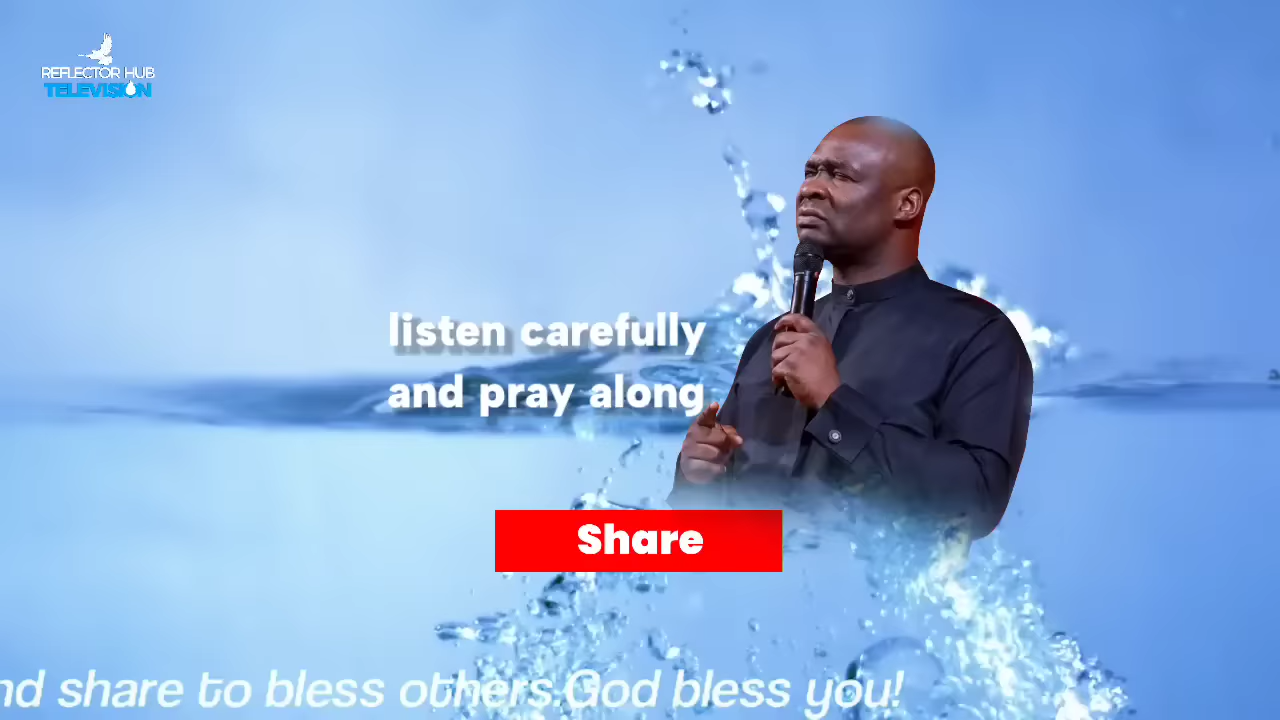 REFLECTOR HUB
TELEVISION
listen carefully
and pray along
Share
nd share to bless others.God bless you!